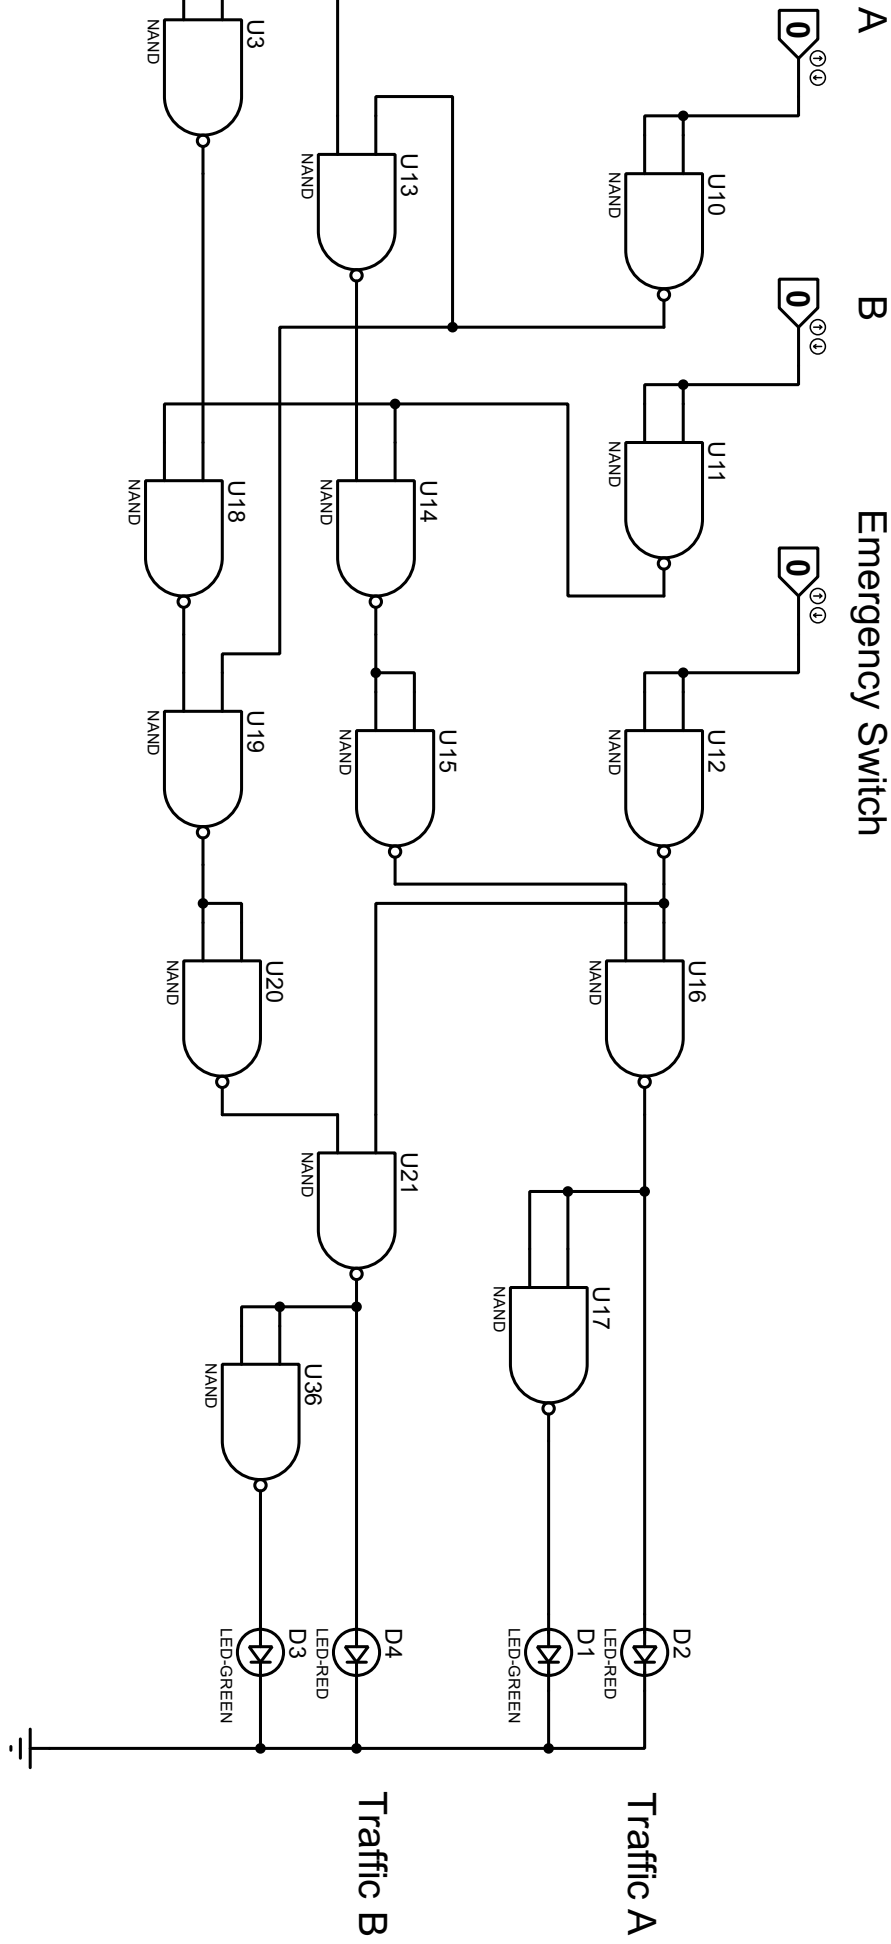 A
B
Emergency Switch
0
0
0
U10
NAND
U11
NAND
U12
NAND
U16
NAND
U17
NAND
D2
LED-RED
D1
LED-GREEN
Traffic A
U13
NAND
U14
NAND
U15
NAND
U21
NAND
U36
NAND
D4
LED-RED
D3
LED-GREEN
Traffic B
U3
NAND
U18
NAND
U19
NAND
U20
NAND